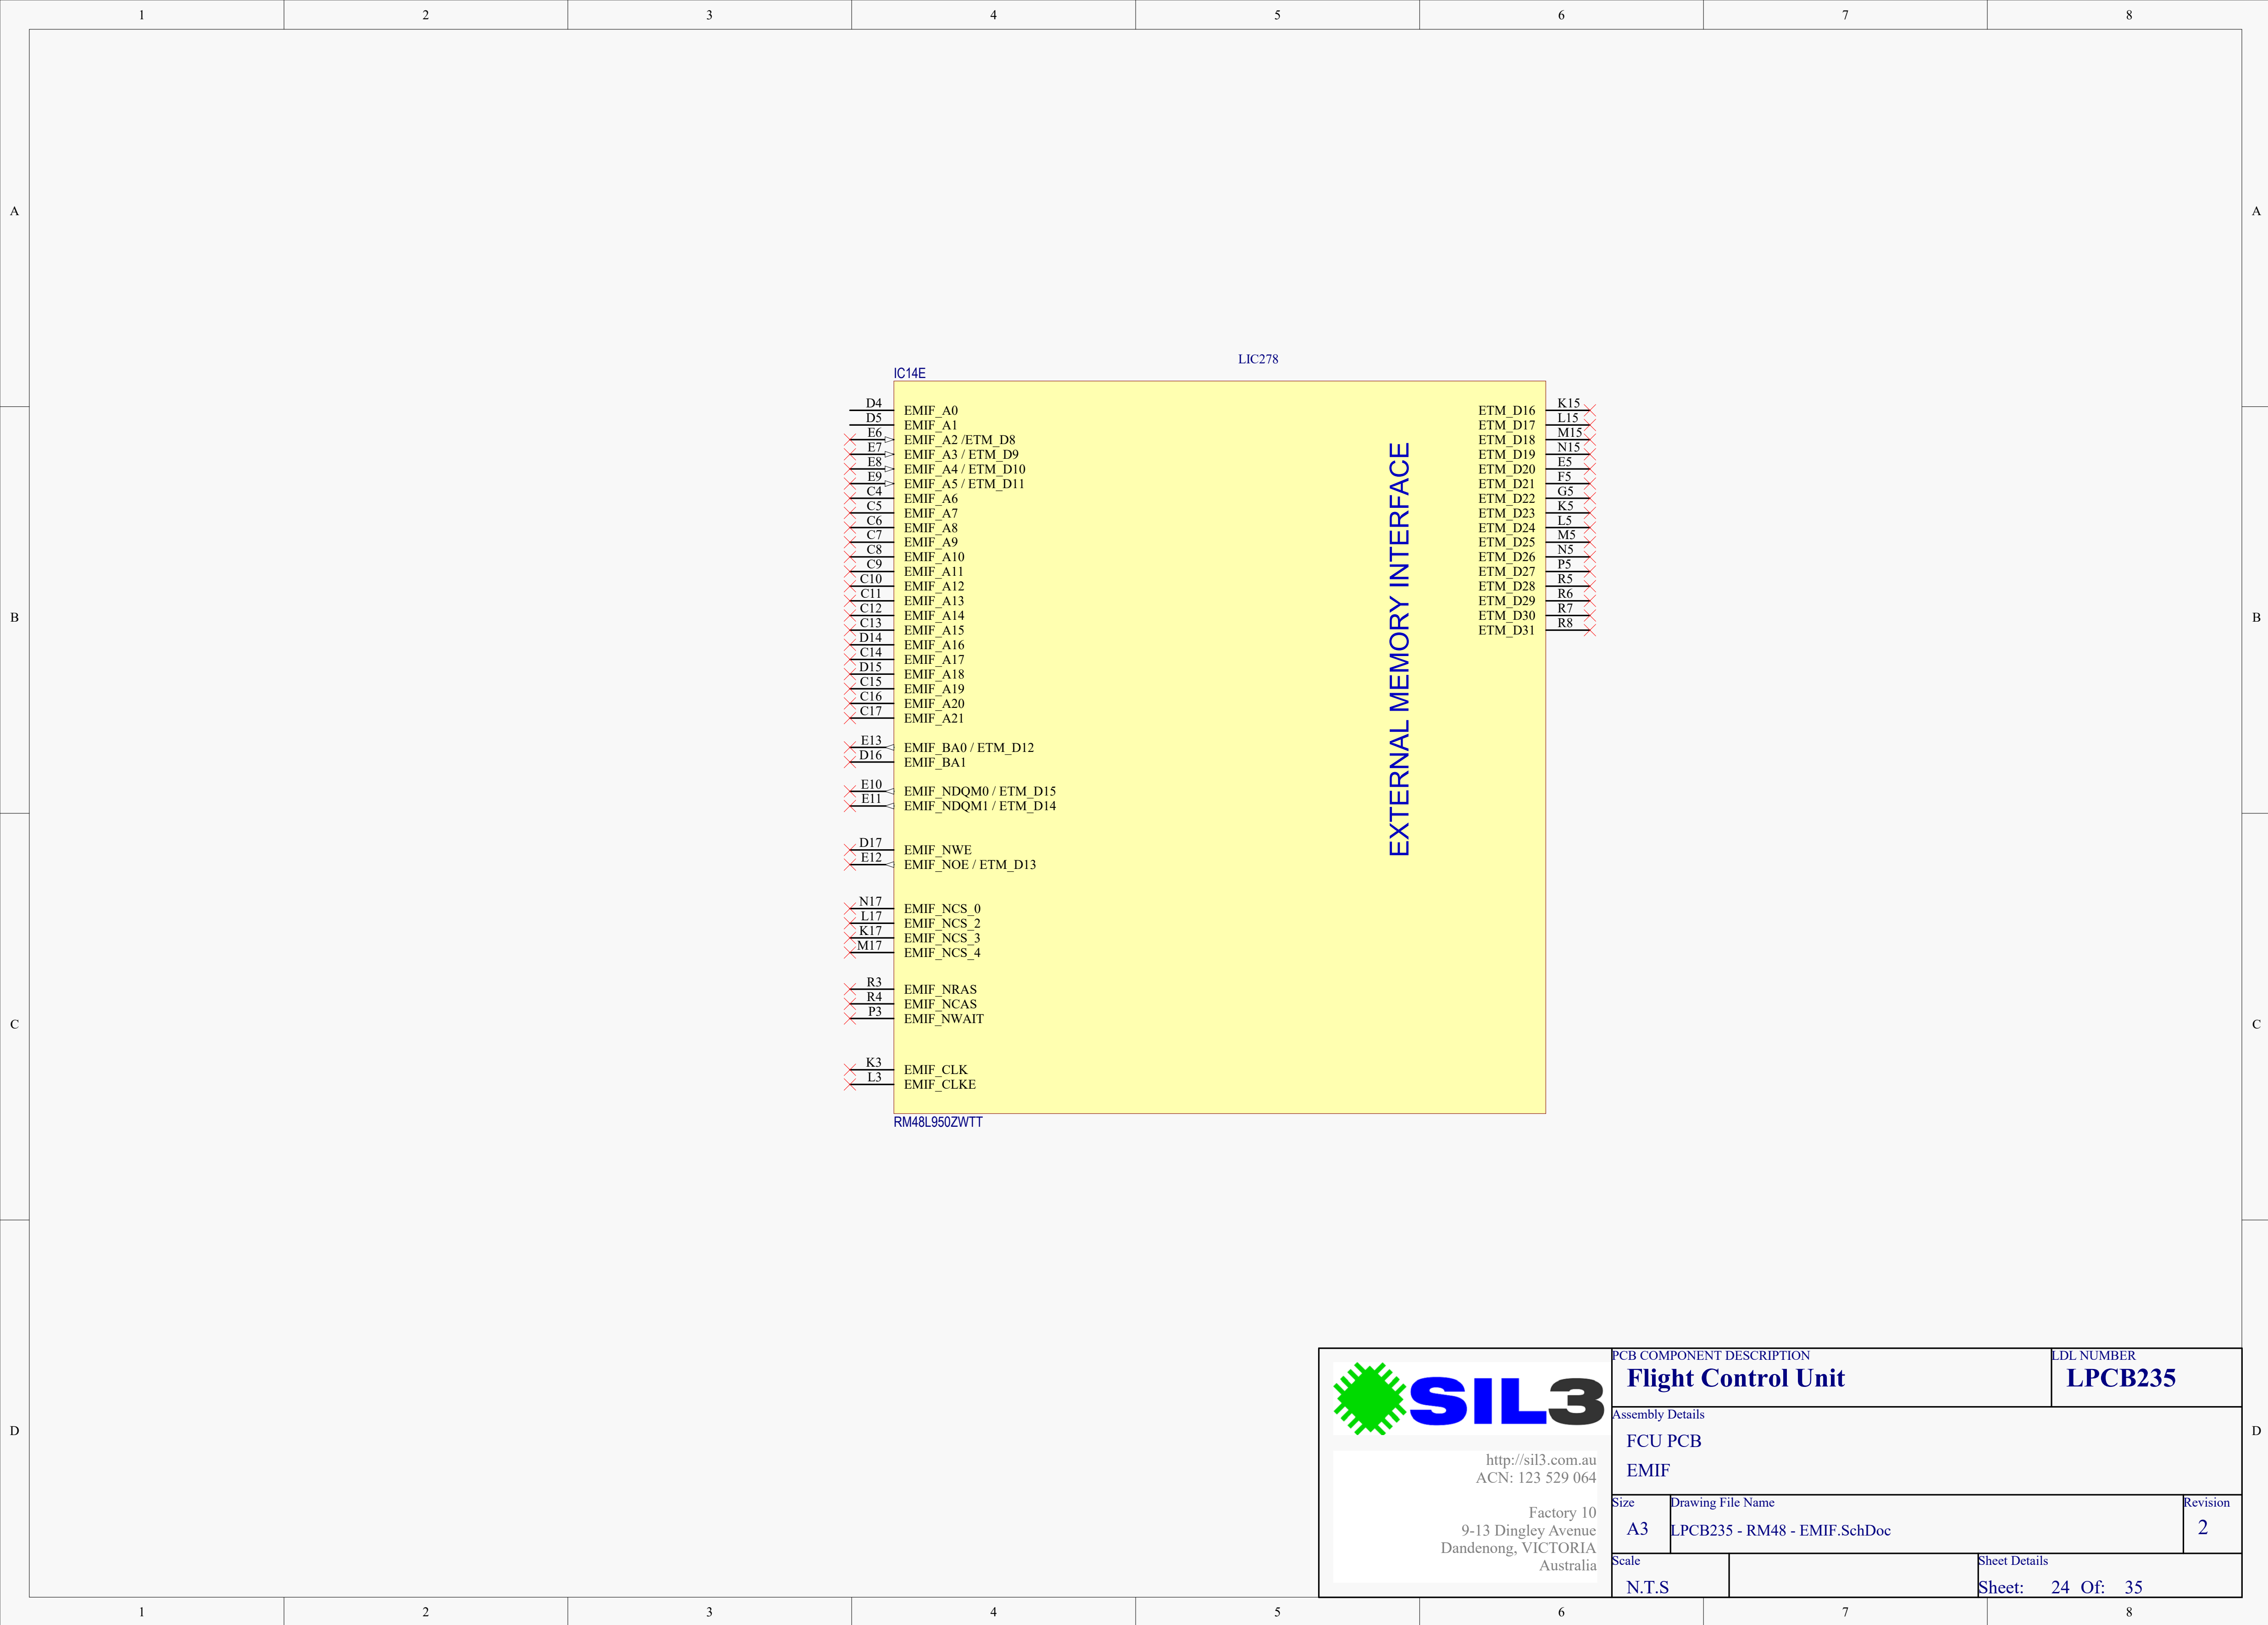 1 2 3 4 5 6 7 8
A A
LIC278
IC14E
D4 EMIF_A0 ETM_D16 K15
D5 EMIF_A1 ETM_D17 L15
E6 EMIF_A2 /ETM_D8 ETM_D18 M15
E7 EMIF_A3 / ETM_D9 ETM_D19 N15
E8 EMIF_A4 / ETM_D10 ETM_D20 E5
E9 EMIF_A5 / ETM_D11 ETM_D21 F5
C4 EMIF_A6 ETM_D22 G5
C5 EMIF_A7 ETM_D23 K5
C6 EMIF_A8 ETM_D24 L5
C7 EMIF_A9 ETM_D25 M5
C8 EMIF_A10 ETM_D26 N5
C9 EMIF_A11 ETM_D27 P5
C10 EMIF_A12 ETM_D28 R5
C11 EMIF_A13 ETM_D29 R6
C12 EMIF_A14 ETM_D30 R7
C13 EMIF_A15 ETM_D31 R8
D14 EMIF_A16
C14 EMIF_A17
D15 EMIF_A18
C15 EMIF_A19
C16 EMIF_A20
C17 EMIF_A21
E13 EMIF_BA0 / ETM_D12
D16 EMIF_BA1
E10 EMIF_NDQM0 / ETM_D15
E11 EMIF_NDQM1 / ETM_D14
D17 EMIF_NWE
E12 EMIF_NOE / ETM_D13
N17 EMIF_NCS_0
L17 EMIF_NCS_2
K17 EMIF_NCS_3
M17 EMIF_NCS_4
R3 EMIF_NRAS
R4 EMIF_NCAS
P3 EMIF_NWAIT
K3 EMIF_CLK
L3 EMIF_CLKE
EXTERNAL MEMORY INTERFACE
RM48L950ZWTT
B B
C C
D D
SIL3
http://sil3.com.au
ACN: 123 529 064
Factory 10
9-13 Dingley Avenue
Dandenong, VICTORIA
Australia
PCB COMPONENT DESCRIPTION
Flight Control Unit
LDL NUMBER
LPCB235
Assembly Details
FCU PCB
EMIF
Size
A3
Drawing File Name
LPCB235 - RM48 - EMIF.SchDoc
Revision
2
Scale
N.T.S
Sheet Details
Sheet: 24 Of: 35
1 2 3 4 5 6 7 8